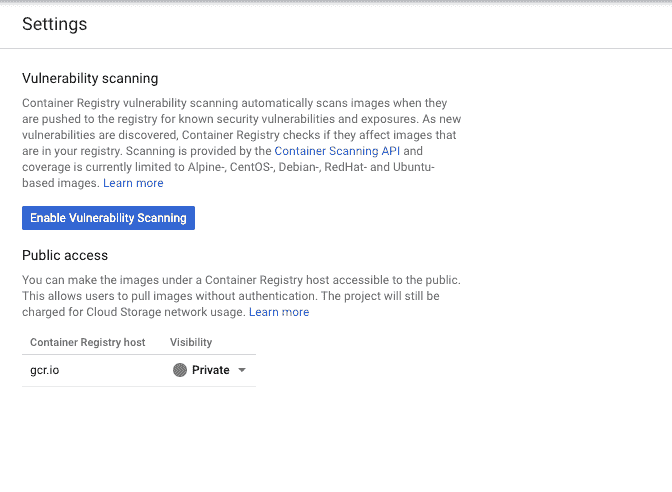 Settings
Vulnerability scanning
Container Registry vulnerability scanning automatically scans images when they
are pushed to the registry for known security vulnerabilities and exposures. As new
vulnerabilities are discovered, Container Registry checks if they affect images that
are in your registry. Scanning is provided by the Container Scanning API and
coverage is currently limited to Alpine-, CentOS-, Debian-, RedHat- and Ubuntu-
based images. Learn more
Enable Vulnerability Scanning
Public access
You can make the images under a Container Registry host accessible to the public.
This allows users to pull images without authentication. The project will still be
charged for Cloud Storage network usage. Learn more
Container Registry host Visibility
gcr.io Private